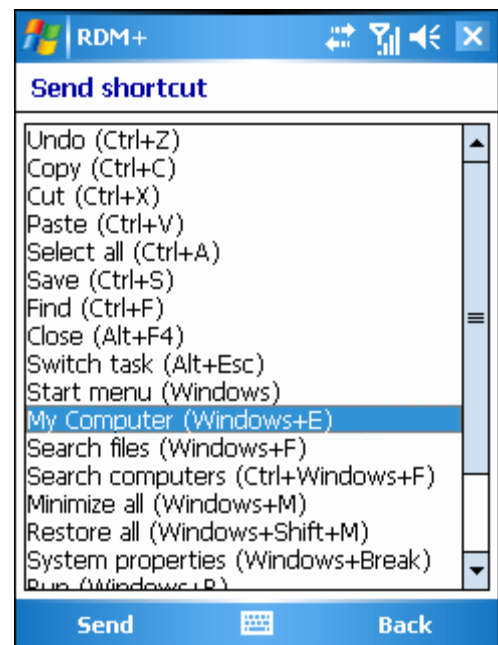 RDM+
Send shortcut
Undo (Ctrl+Z)
Copy (Ctrl+C)
Cut (Ctrl+X)
Paste (Ctrl+V)
Select all (Ctrl+A)
Save (Ctrl+S)
Find (Ctrl+F)
Close (Alt+F4)
Switch task (Alt+Esc)
Start menu (Windows)
My Computer (Windows+E)
Search files (Windows+F)
Search computers (Ctrl+Windows+F)
Minimize all (Windows+M)
Restore all (Windows+Shift+M)
System properties (Windows+Break)
Run (Windows+R)
Send
Back